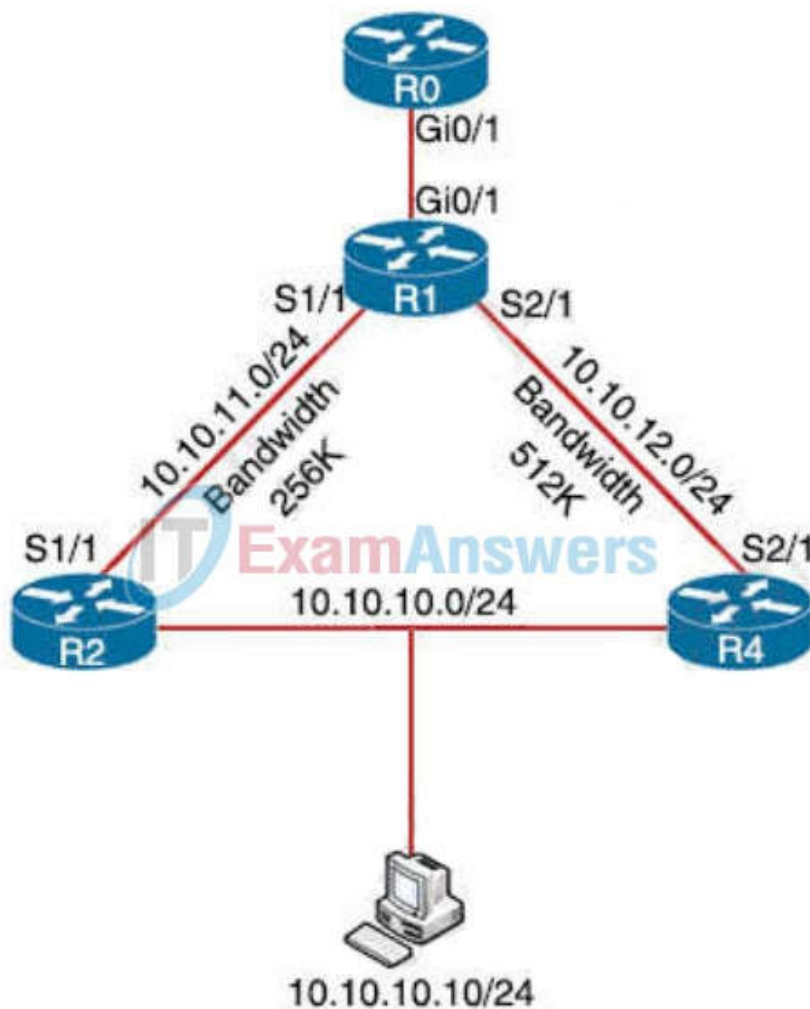 R0
Gi0/1
Gi0/1
R1
S1/1
S2/1
10.10.11.0/24
Bandwidth
256K
10.10.12.0/24
Bandwidth
512K
IT ExamAnswers
S1/1
S2/1
10.10.10.0/24
R2
R4
10.10.10.10/24